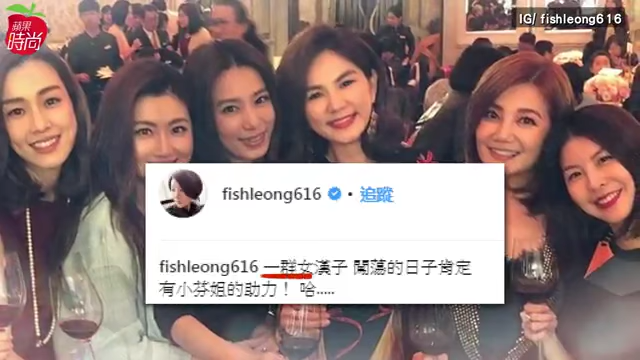 蘋果
時尚
IG/ fishleong616
fishleong616 • 追蹤
fishleong616 一群女漢子 闖蕩的日子肯定
有小芬姐的助力！ 哈.....